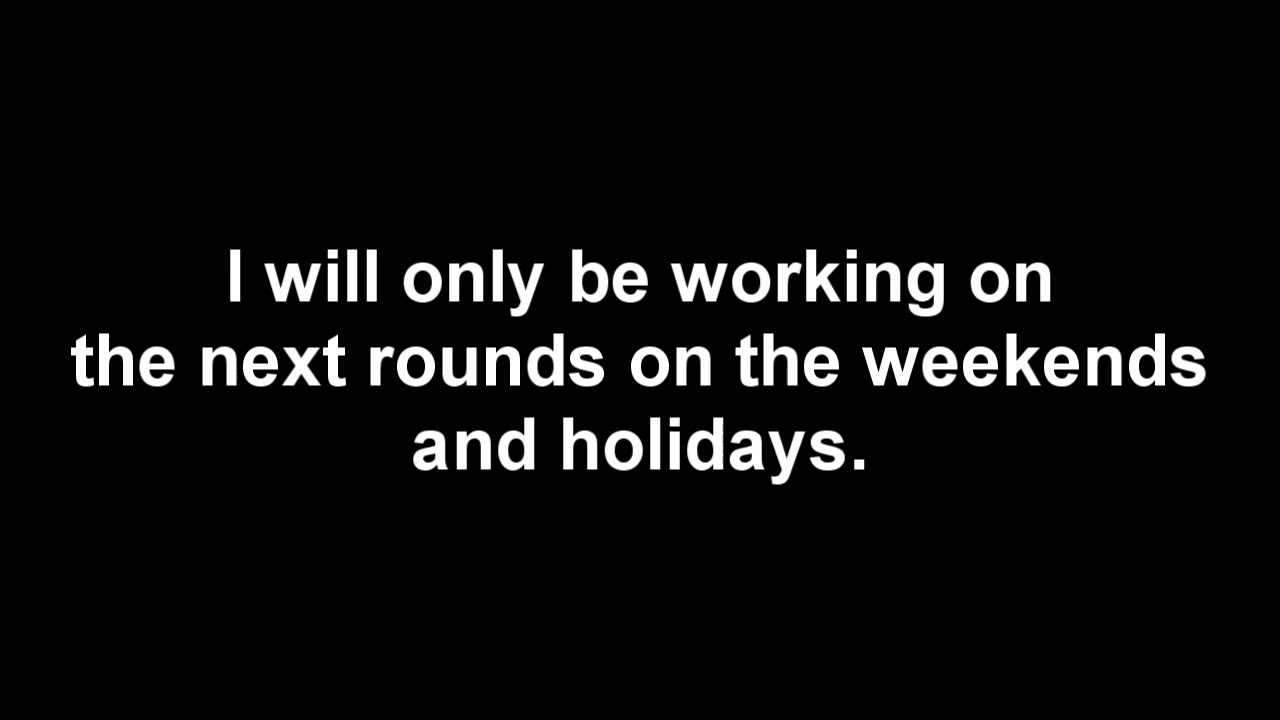 I will only be working on
the next rounds on the weekends
and holidays.